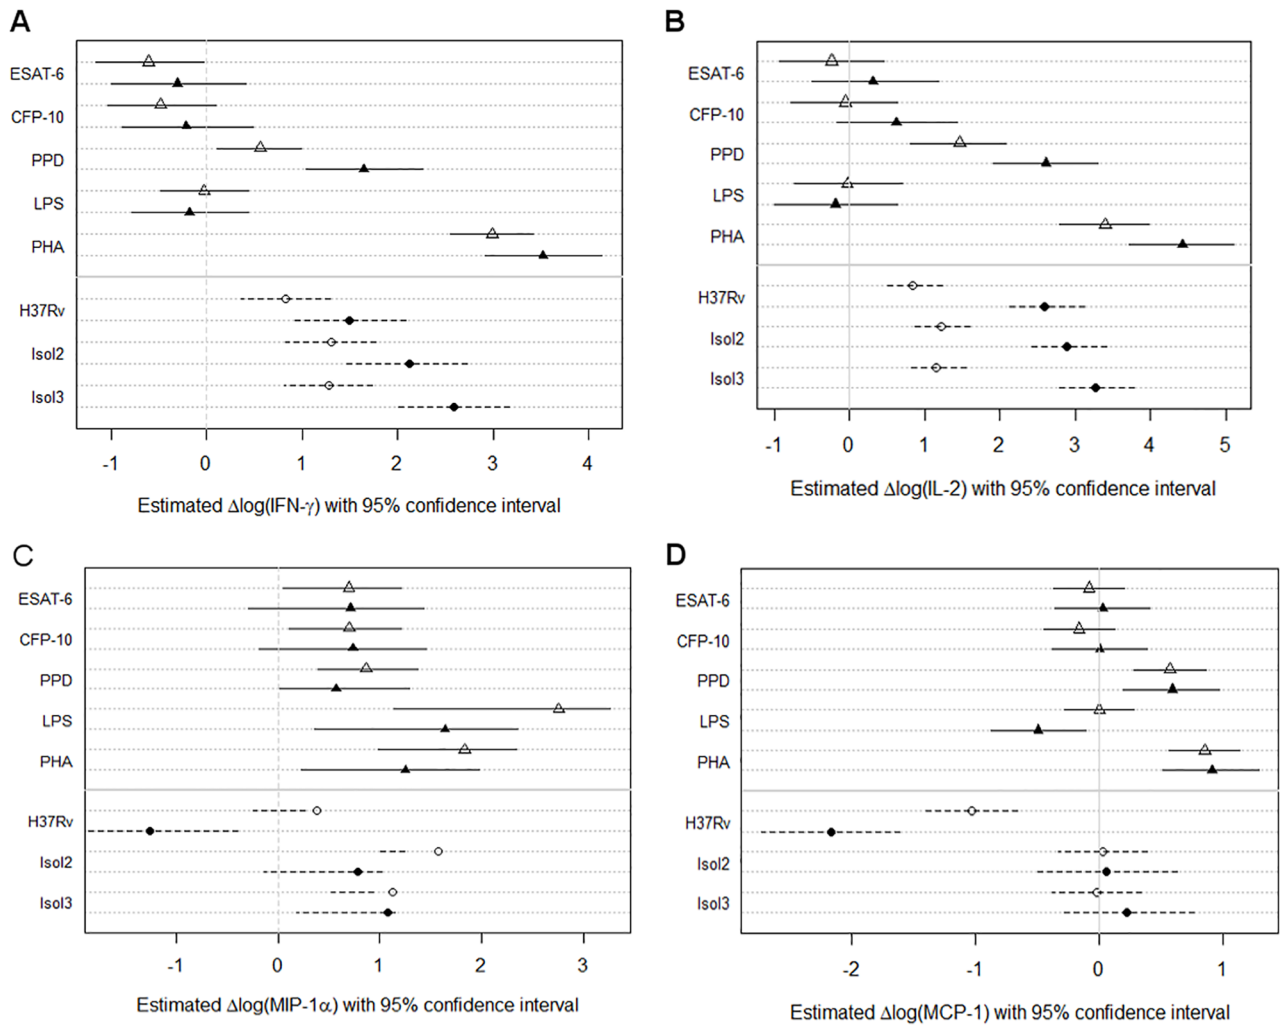 A
ESAT-6
CFP-10
PPD
LPS
PHA
H37Rv
Isol2
Isol3
-1 0 1 2 3 4
Estimated Δlog(IFN-γ) with 95% confidence interval
B
ESAT-6
CFP-10
PPD
LPS
PHA
H37Rv
Isol2
Isol3
-1 0 1 2 3 4 5
Estimated Δlog(IL-2) with 95% confidence interval
C
ESAT-6
CFP-10
PPD
LPS
PHA
H37Rv
Isol2
Isol3
-1 0 1 2 3
Estimated Δlog(MIP-1α) with 95% confidence interval
D
ESAT-6
CFP-10
PPD
LPS
PHA
H37Rv
Isol2
Isol3
-2 -1 0 1
Estimated Δlog(MCP-1) with 95% confidence interval